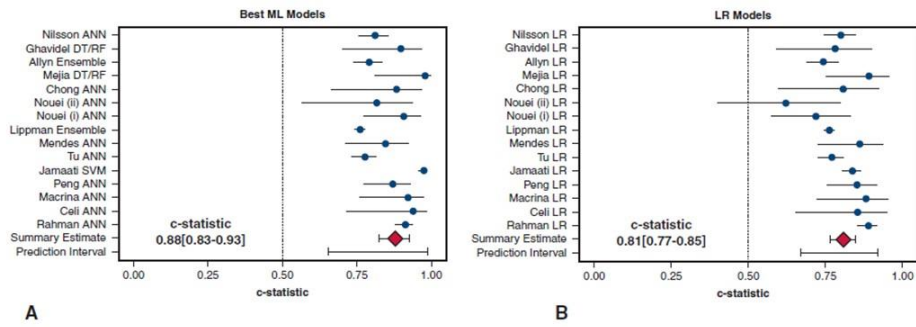 Best ML Models
Nilsson ANN
Ghavidel DT/RF
Allyn Ensemble
Mejia DT/RF
Chong ANN
Nouei (ii) ANN
Nouei (i) ANN
Lippman Ensemble
Mendes ANN
Tu ANN
Jamaati SVM
Peng ANN
Macrina ANN
Celi ANN
Rahman ANN
Summary Estimate
Prediction Interval
c-statistic
0.88[0.83-0.93]
0.00 0.25 0.50 0.75 1.00
c-statistic
A
LR Models
Nilsson LR
Ghavidel LR
Allyn LR
Mejia LR
Chong LR
Nouei (ii) LR
Nouei (i) LR
Lippman LR
Mendes LR
Tu LR
Jamaati LR
Peng LR
Macrina LR
Celi LR
Rahman LR
Summary Estimate
Prediction Interval
c-statistic
0.81[0.77-0.85]
0.00 0.25 0.50 0.75 1.00
c-statistic
B